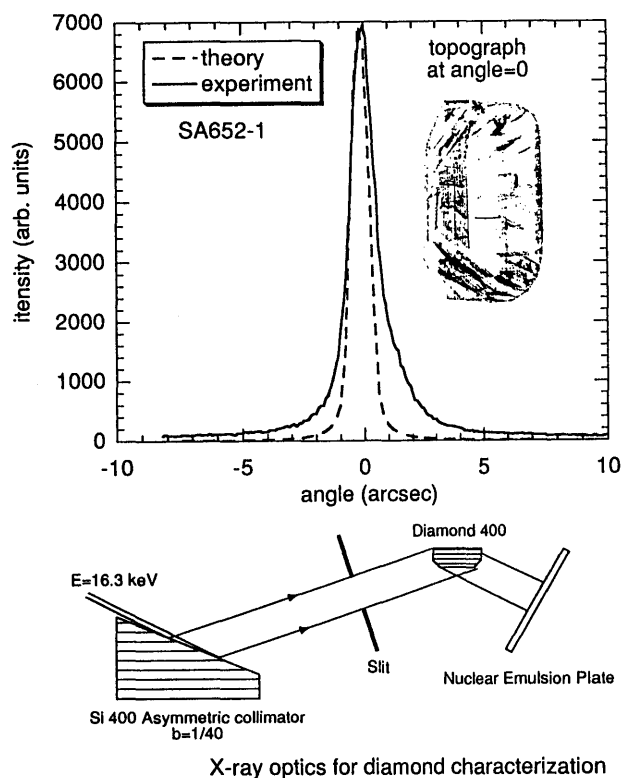 7000
6000
5000
4000
3000
2000
1000
0
itensity (arb. units)
theory
experiment
SA652-1
topograph
at angle=0
-10
-5
0
5
10
angle (arcsec)
Diamond 400
E=16.3 keV
Slit
Nuclear Emulsion Plate
Si 400 Asymmetric collimator
b=1/40
X-ray optics for diamond characterization